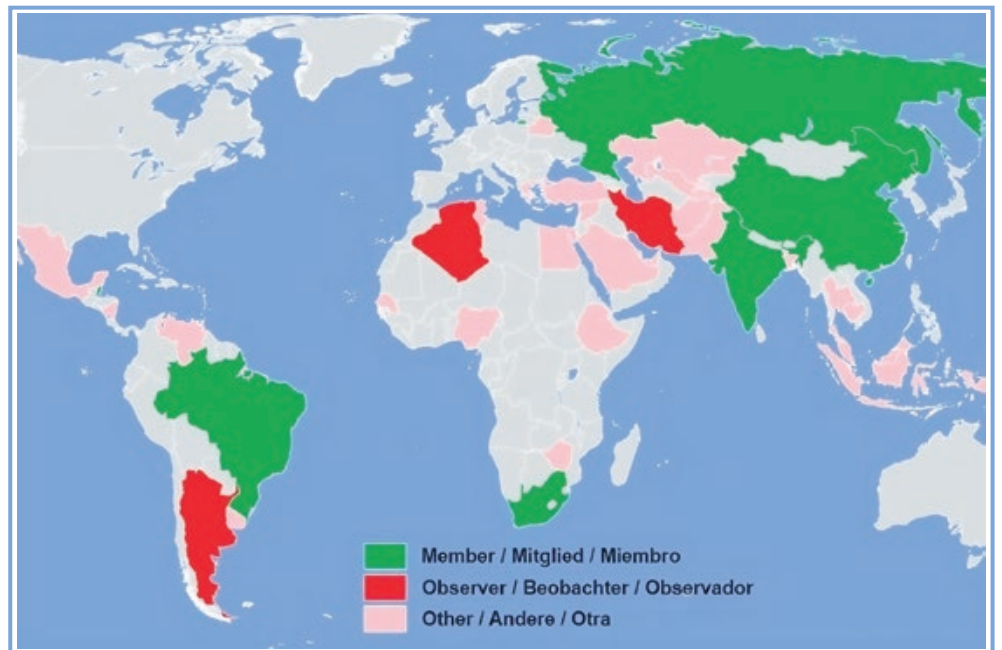 Member / Mitglied / Miembro
Observer / Beobachter / Observador
Other / Andere / Otra